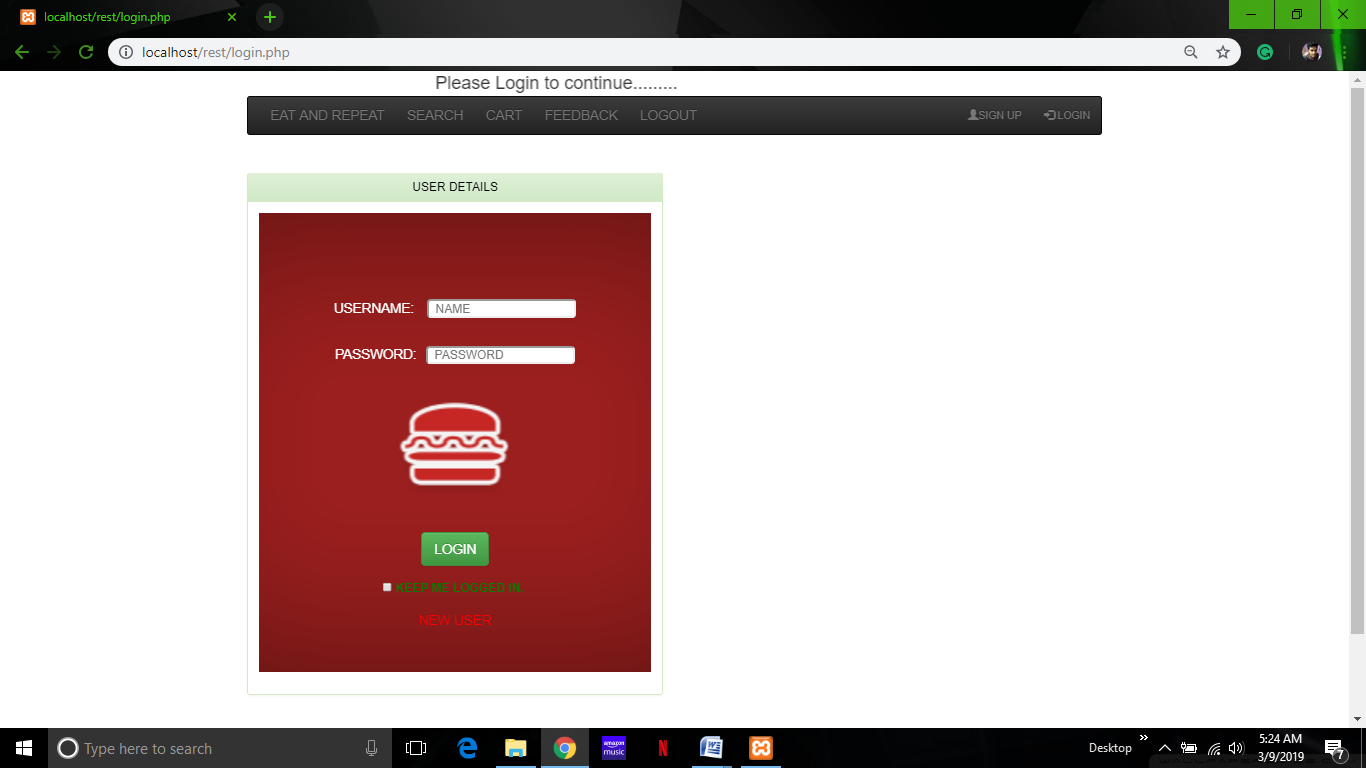 localhost/rest/login.php
localhost/rest/login.php
Please Login to continue.........
EAT AND REPEAT SEARCH CART FEEDBACK LOGOUT SIGN UP LOGIN
USER DETAILS
USERNAME: NAME
PASSWORD: PASSWORD
LOGIN
KEEP ME LOGGED IN.
NEW USER
Type here to search
amazon music
N
W
Desktop
5:24 AM
3/9/2019
7